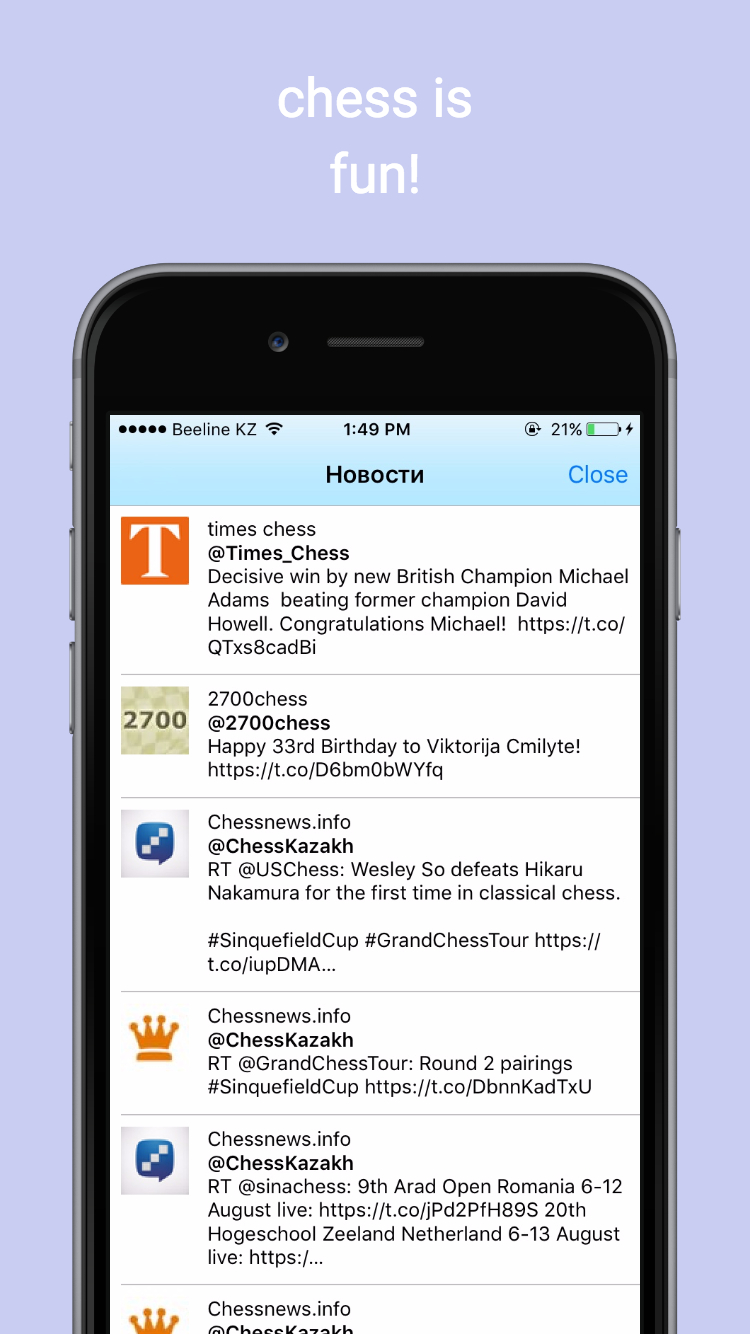 chess is
fun!
Beeline KZ 1:49 PM 21%
Новости Close
T
times chess
@Times_Chess
Decisive win by new British Champion Michael
Adams  beating former champion David
Howell. Congratulations Michael!  https://t.co/
QTxs8cadBi
2700
2700chess
@2700chess
Happy 33rd Birthday to Viktorija Cmilyte!
https://t.co/D6bm0bWYfq
Chessnews.info
@ChessKazakh
RT @USChess: Wesley So defeats Hikaru
Nakamura for the first time in classical chess.
#SinquefieldCup #GrandChessTour https://
t.co/iupDMA...
Chessnews.info
@ChessKazakh
RT @GrandChessTour: Round 2 pairings
#SinquefieldCup https://t.co/DbnnKadTxU
Chessnews.info
@ChessKazakh
RT @sinachess: 9th Arad Open Romania 6-12
August live: https://t.co/jPd2PfH89S 20th
Hogeschool Zeeland Netherland 6-13 August
live: https:/...
Chessnews.info
@ChessKazakh